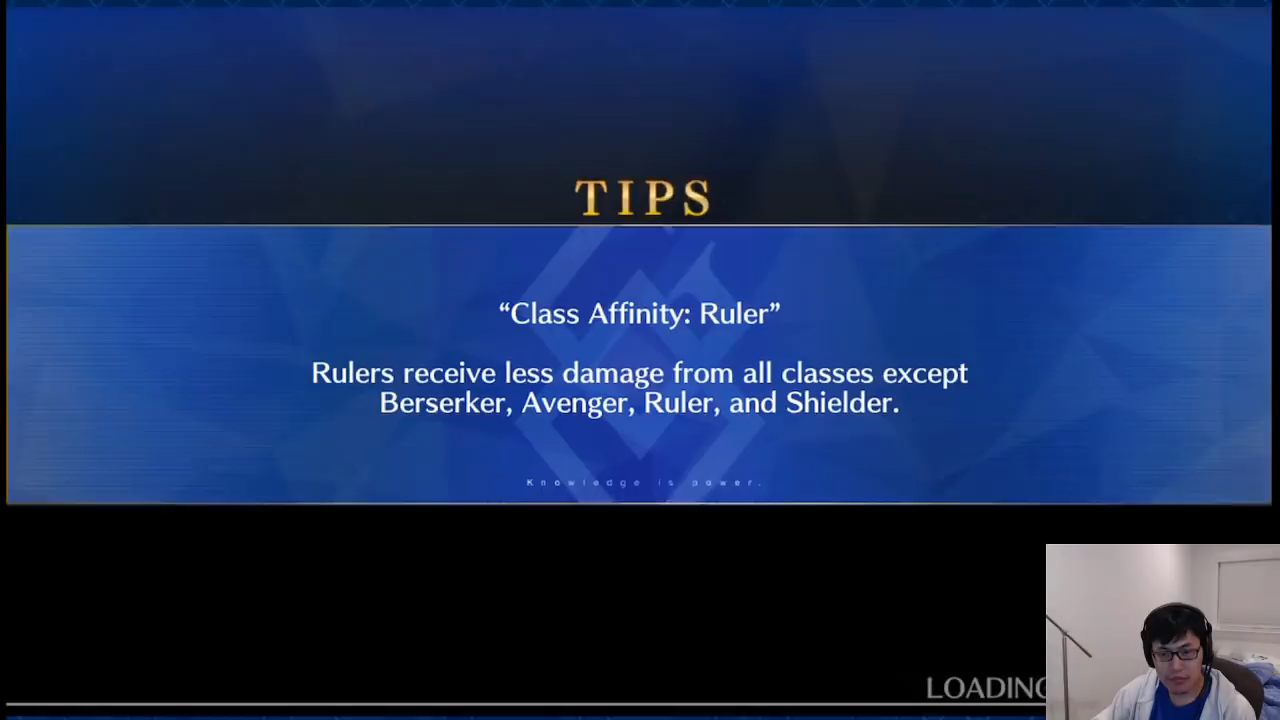 TIPS
“Class Affinity: Ruler”
Rulers receive less damage from all classes except
Berserker, Avenger, Ruler, and Shielder.
Knowledge is power.
LOADING